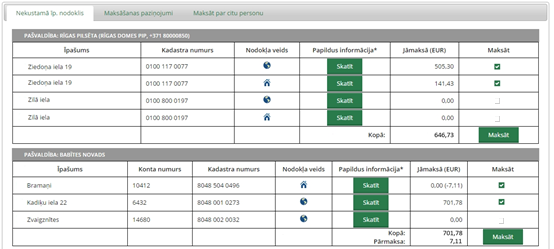 Nekustamā īp. nodoklis Maksāšanas paziņojumi Maksāt par citu personu
PAŠVALDĪBA: RĪGAS PILSĒTA (RĪGAS DOMES PIP, +371 80000850)
Īpašums Kadastra numurs Nodokļa veids Papildus informācija* Jāmaksā (EUR) Maksāt
Ziedoņa iela 19 0100 117 0077 Skatīt 505,30
Ziedoņa iela 19 0100 117 0077 Skatīt 141,43
Zilā iela 0100 800 0197 Skatīt 0,00
Zilā iela 0100 800 0197 Skatīt 0,00
Kopā: 646,73 Maksāt
PAŠVALDĪBA: BABĪTES NOVADS
Īpašums Konta numurs Kadastra numurs Nodokļa veids Papildus informācija* Jāmaksā (EUR) Maksāt
Bramaņi 10412 8048 504 0496 Skatīt 0,00 (-7,11)
Kadiķu iela 22 6432 8048 001 0273 Skatīt 701,78
Zvaigznītes 14680 8048 002 0032 Skatīt 0,00
Kopā: 701,78 Maksāt
Pārmaksa: 7,11